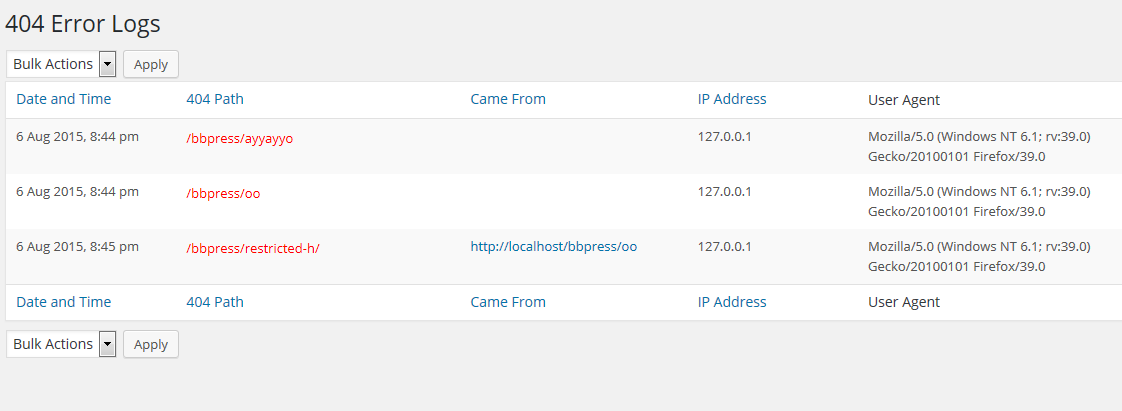 404 Error Logs
Bulk Actions Apply
Date and Time 404 Path Came From IP Address User Agent
6 Aug 2015, 8:44 pm /bbpress/ayyayyo 127.0.0.1 Mozilla/5.0 (Windows NT 6.1; rv:39.0)
Gecko/20100101 Firefox/39.0
6 Aug 2015, 8:44 pm /bbpress/oo 127.0.0.1 Mozilla/5.0 (Windows NT 6.1; rv:39.0)
Gecko/20100101 Firefox/39.0
6 Aug 2015, 8:45 pm /bbpress/restricted-h/ http://localhost/bbpress/oo 127.0.0.1 Mozilla/5.0 (Windows NT 6.1; rv:39.0)
Gecko/20100101 Firefox/39.0
Date and Time 404 Path Came From IP Address User Agent
Bulk Actions Apply